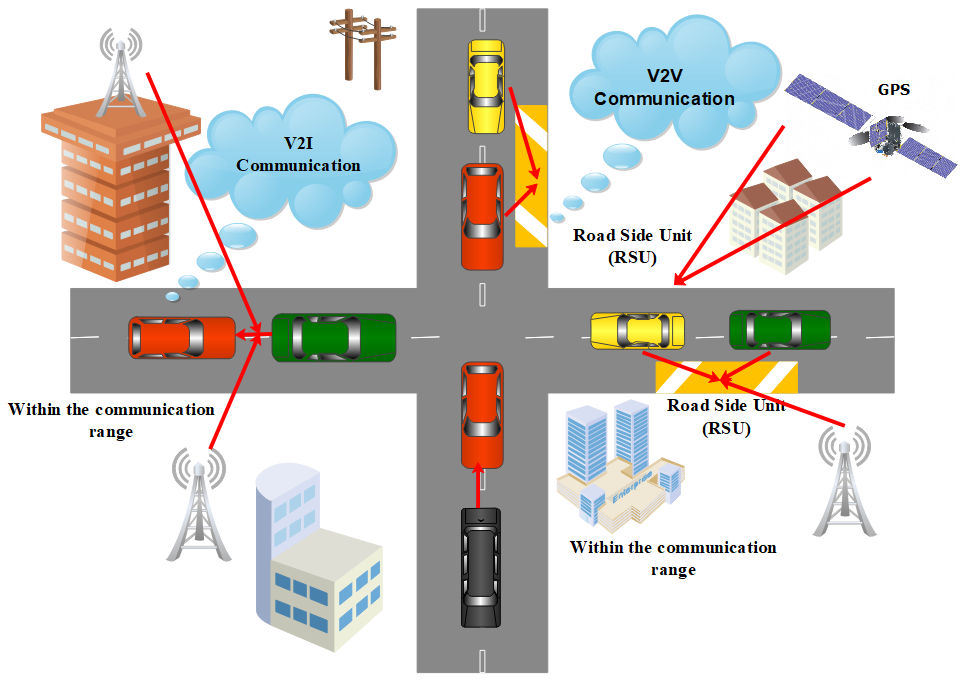 V2I
Communication
V2V
Communication
GPS
Road Side Unit
(RSU)
Within the communication
range
Road Side Unit
(RSU)
Enterprise
Within the communication
range